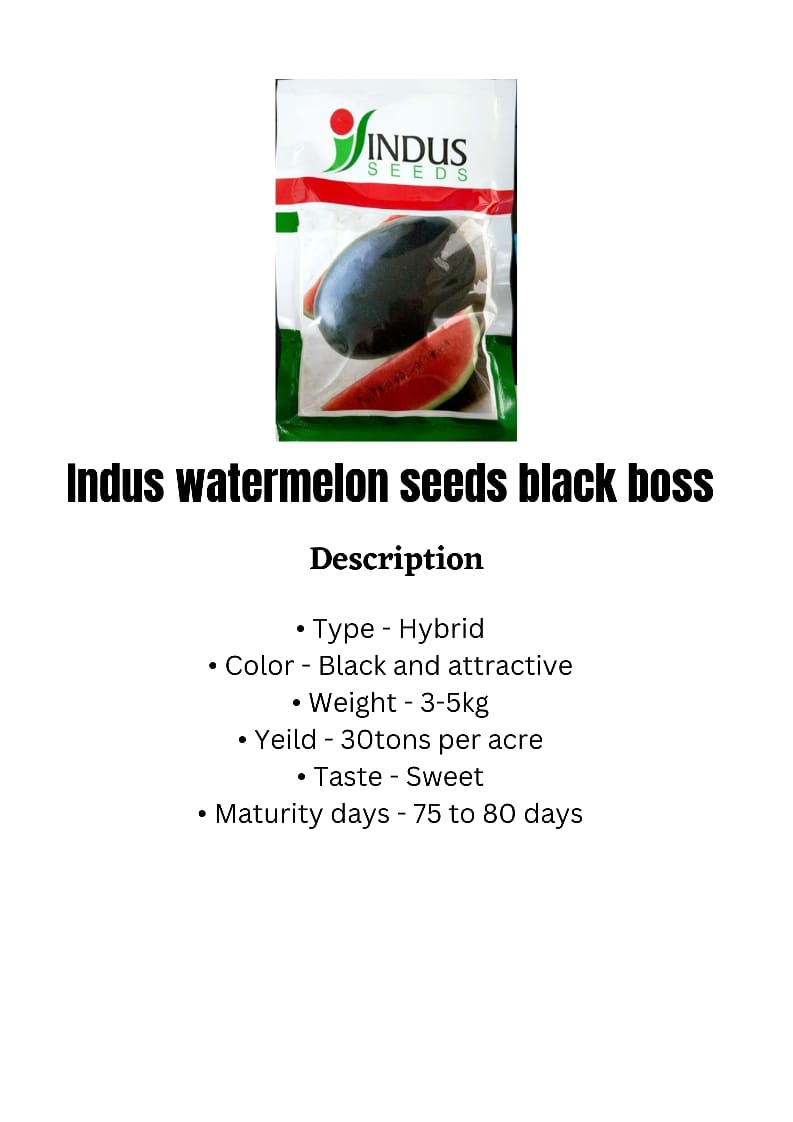 INDUS
SEEDS
Indus watermelon seeds black boss
Description
• Type - Hybrid
• Color - Black and attractive
• Weight - 3-5kg
• Yeild - 30tons per acre
• Taste - Sweet
• Maturity days - 75 to 80 days